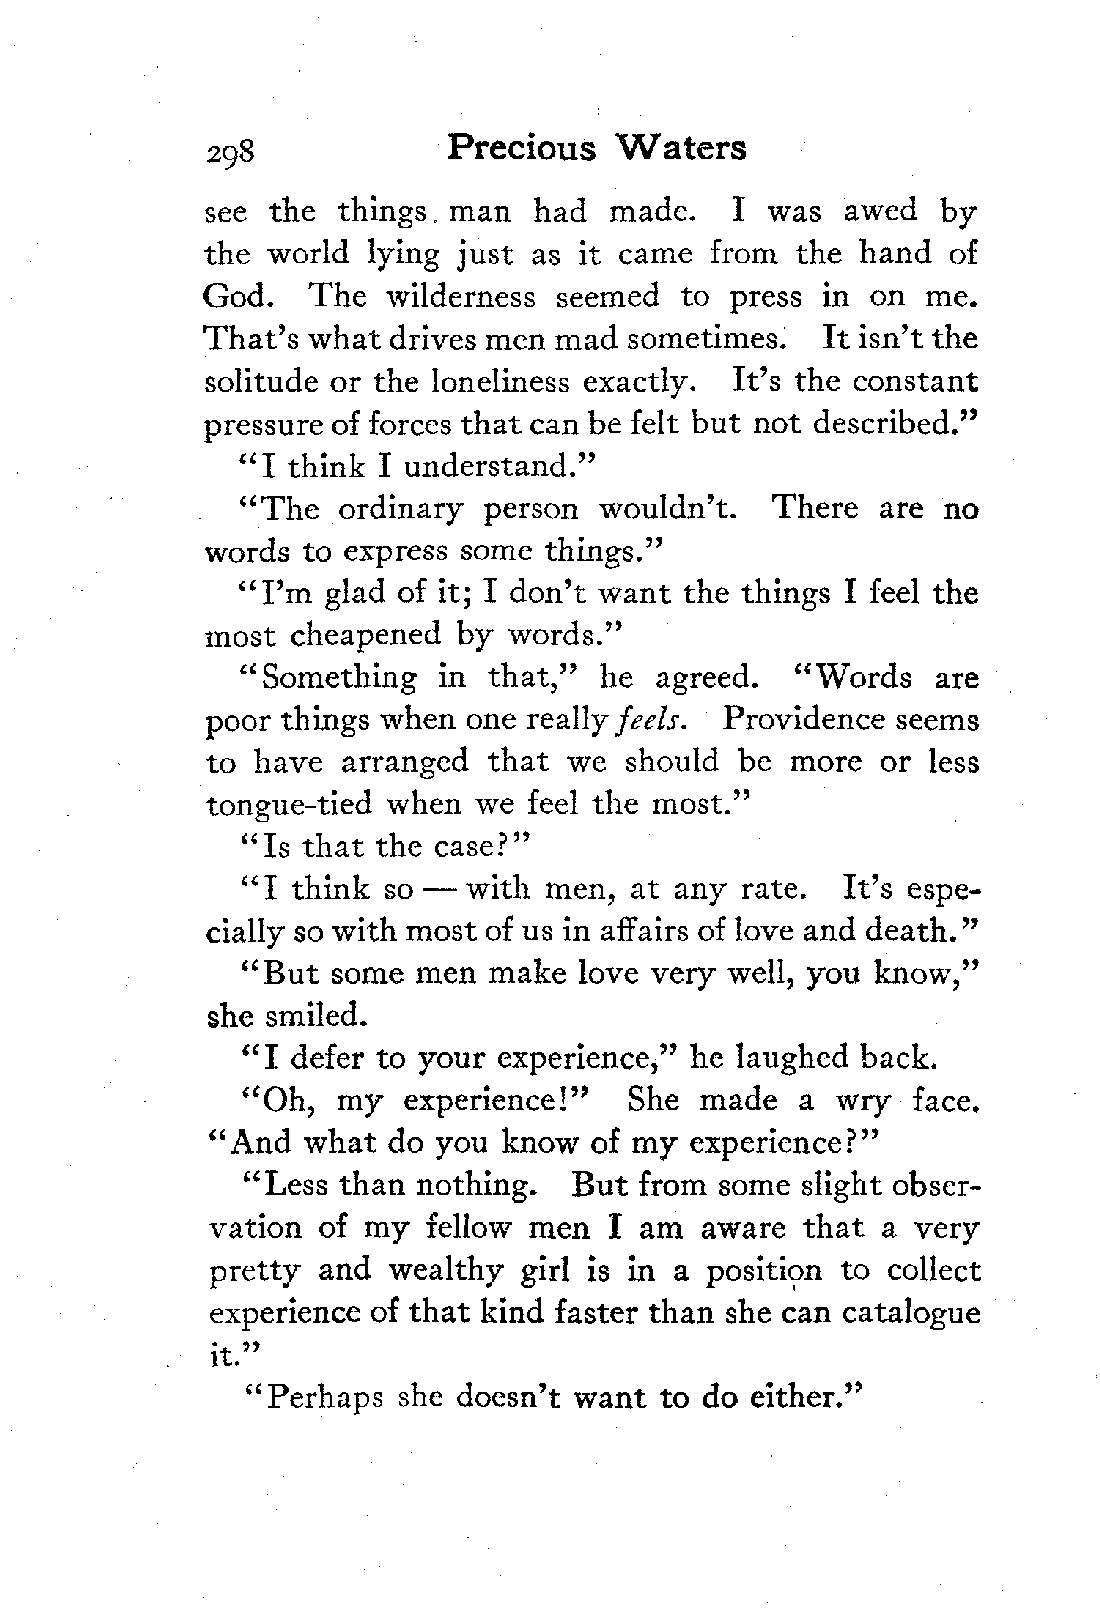 298 Precious Waters
see the things man had made. I was awed by
the world lying just as it came from the hand of
God. The wilderness seemed to press in on me.
That's what drives men mad sometimes. It isn't the
solitude or the loneliness exactly. It's the constant
pressure of forces that can be felt but not described."
"I think I understand."
"The ordinary person wouldn't. There are no
words to express some things."
"I'm glad of it; I don't want the things I feel the
most cheapened by words."
"Something in that," he agreed. "Words are
poor things when one really feels. Providence seems
to have arranged that we should be more or less
tongue-tied when we feel the most."
"Is that the case?"
"I think so — with men, at any rate. It's espe-
cially so with most of us in affairs of love and death."
"But some men make love very well, you know,"
she smiled.
"I defer to your experience," he laughed back.
"Oh, my experience!" She made a wry face.
"And what do you know of my experience?"
"Less than nothing. But from some slight obser-
vation of my fellow men I am aware that a very
pretty and wealthy girl is in a position to collect
experience of that kind faster than she can catalogue
it."
"Perhaps she doesn't want to do either."